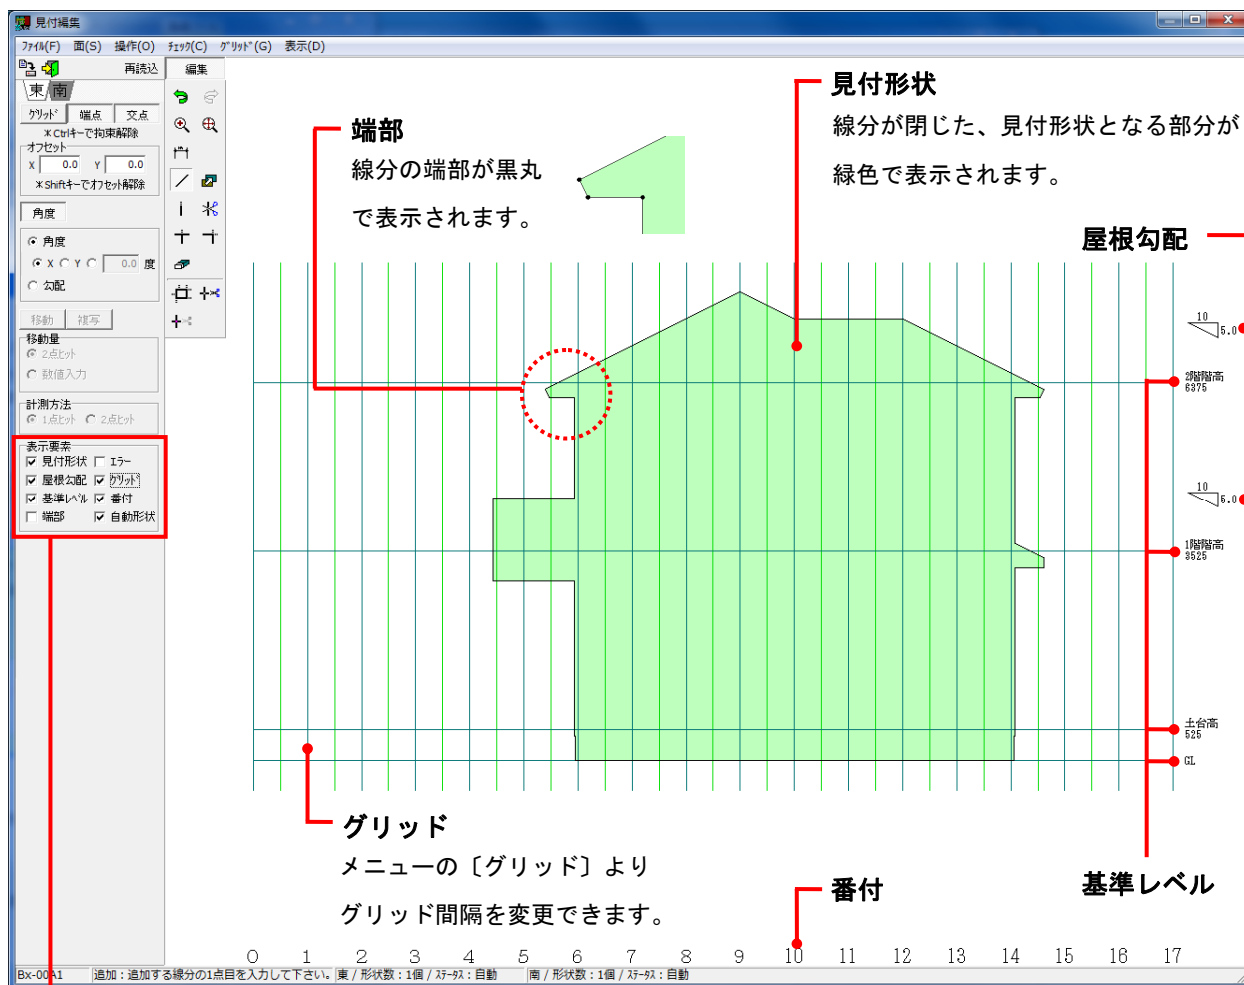 見付編集
ﾌｧｲﾙ(F) 面(S) 操作(O) ﾁｪｯｸ(C) ｸﾞﾘｯﾄﾞ(G) 表示(D)
再読込 編集
東 南
ｸﾞﾘｯﾄﾞ 端点 交点
※Ctrlキーで拘束解除
オフセット
X 0.0 Y 0.0
※Shiftキーでオフセット解除
角度
角度
X Y 0.0 度
勾配
移動 複写
移動量
2点ﾋｯﾄ
数値入力
計測方法
1点ﾋｯﾄ 2点ﾋｯﾄ
表示要素
見付形状 ｴﾗｰ
屋根勾配 ｸﾞﾘｯﾄﾞ
基準ﾚﾍﾞﾙ 番付
端部 自動形状
端部
線分の端部が黒丸
で表示されます。
見付形状
線分が閉じた、見付形状となる部分が
緑色で表示されます。
屋根勾配
10
5.0
2階階高
6375
10
5.0
1階階高
3525
土台高
525
GL
グリッド
メニューの〔グリッド〕より
グリッド間隔を変更できます。
番付
基準レベル
0 1 2 3 4 5 6 7 8 9 10 11 12 13 14 15 16 17
Bx-00A1 追加：追加する線分の1点目を入力して下さい。 東 / 形状数：1個 / ｽﾃｰﾀｽ：自動 南 / 形状数：1個 / ｽﾃｰﾀｽ：自動